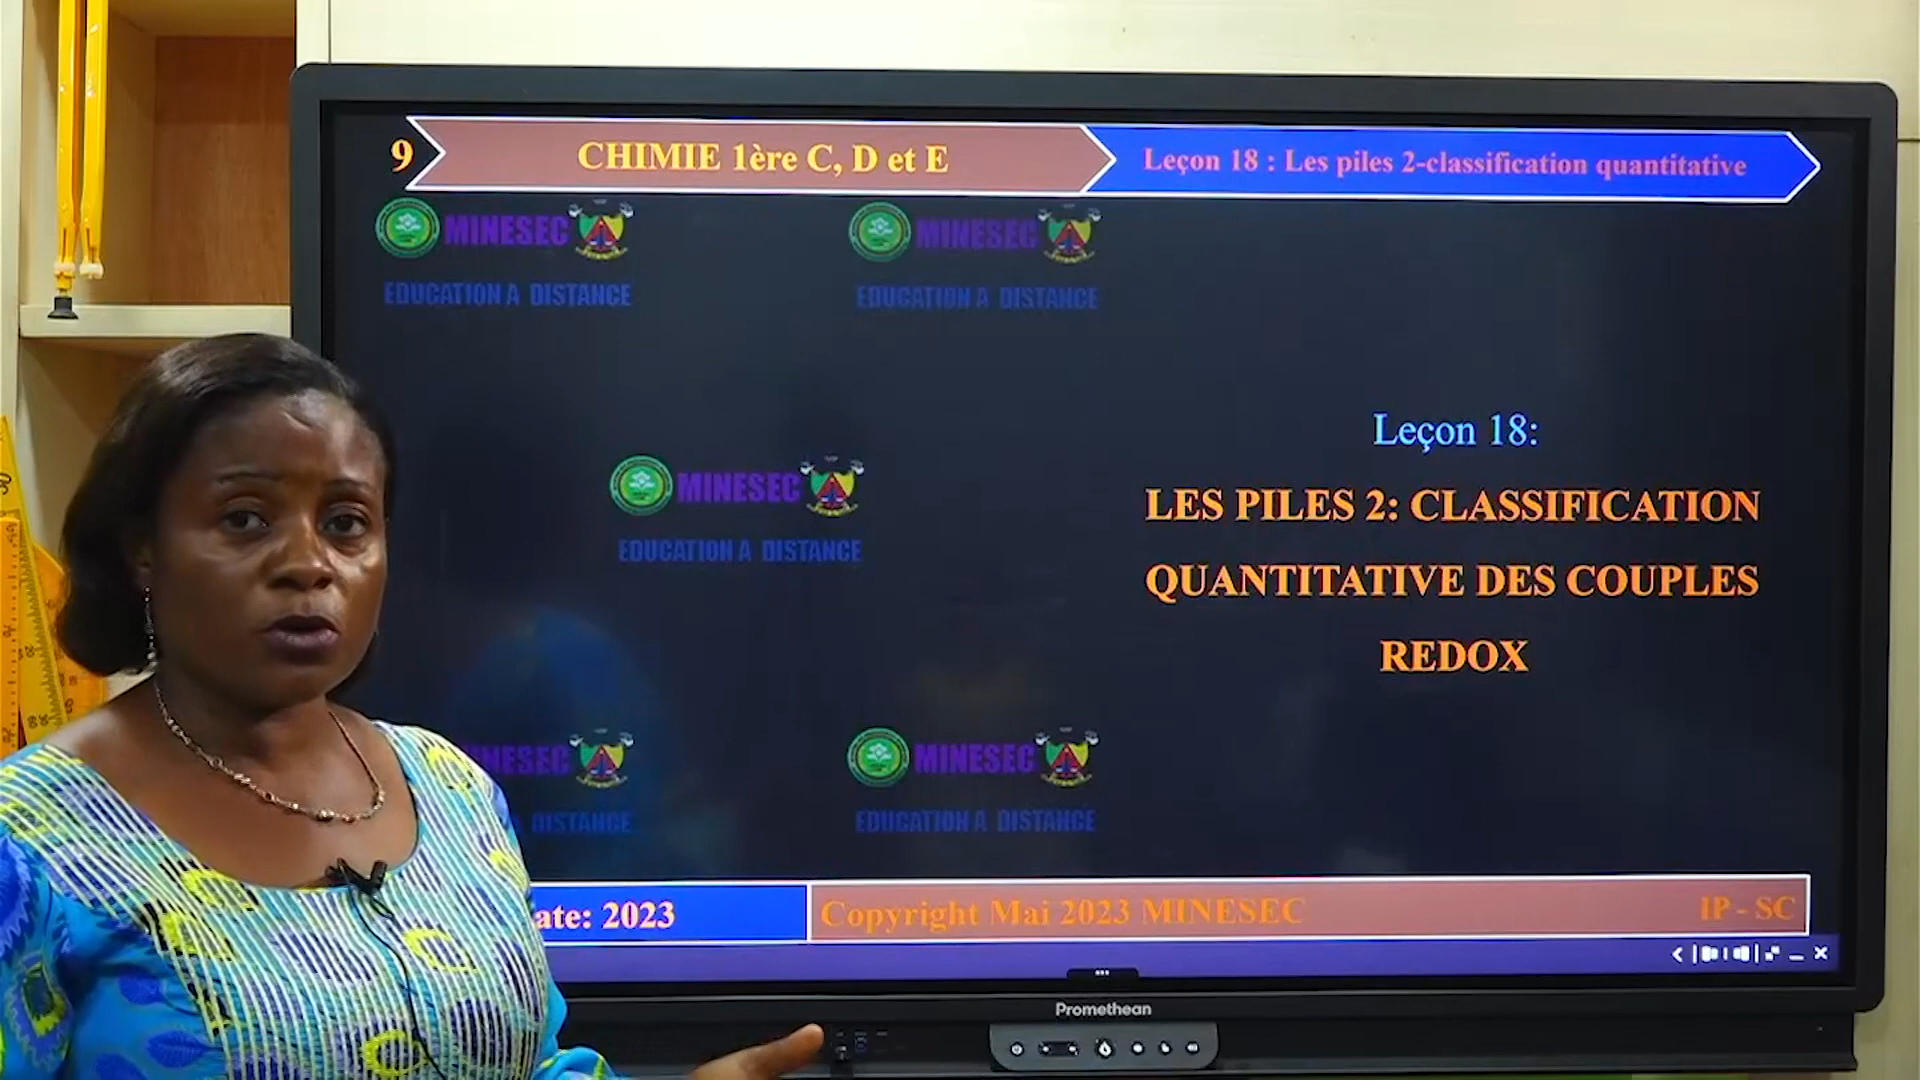 9
CHIMIE 1ère C, D et E
Leçon 18 : Les piles 2-classification quantitative
MINESEC
EDUCATION A DISTANCE
MINESEC
EDUCATION A DISTANCE
Leçon 18:
LES PILES 2: CLASSIFICATION
QUANTITATIVE DES COUPLES
REDOX
MINESEC
EDUCATION A DISTANCE
MINESEC
DISTANCE
MINESEC
EDUCATION A DISTANCE
ate: 2023
Copyright Mai 2023 MINESEC
IP - SC
Promethean